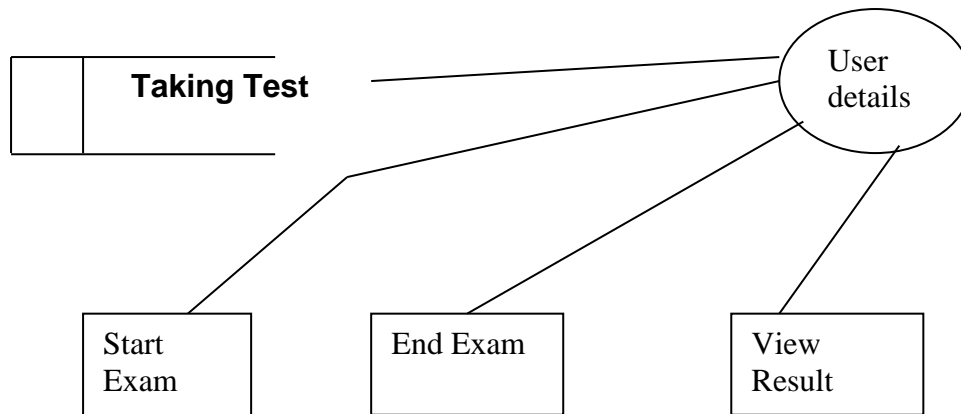 Taking Test
User
details
Start
Exam
End Exam
View
Result